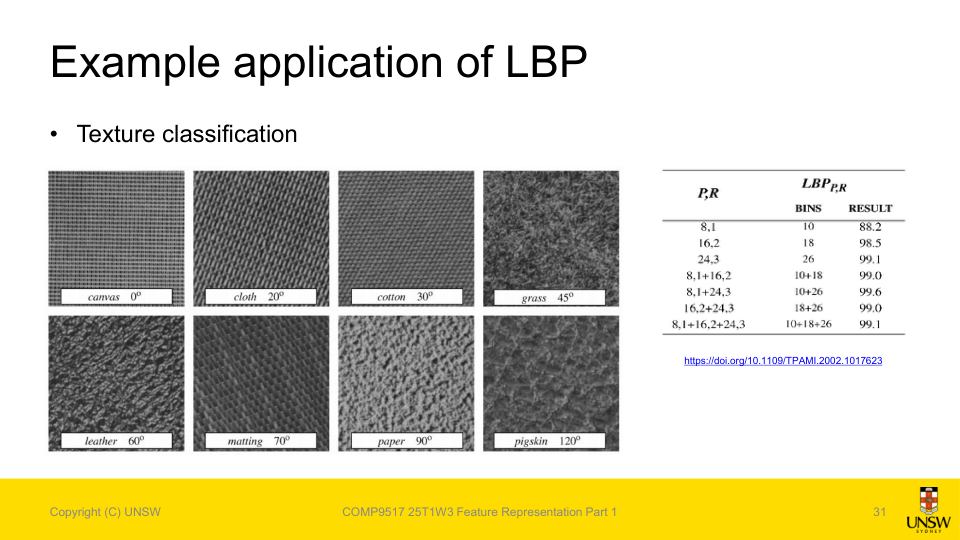 Example application of LBP
• Texture classification
canvas 0°
cloth 20°
cotton 30°
grass 45°
leather 60°
matting 70°
paper 90°
pigskin 120°
P,R LBP P,R
BINS RESULT
8,1 10 88.2
16,2 18 98.5
24,3 26 99.1
8,1+16,2 10+18 99.0
8,1+24,3 10+26 99.6
16,2+24,3 18+26 99.0
8,1+16,2+24,3 10+18+26 99.1
https://doi.org/10.1109/TPAMI.2002.1017623
Copyright (C) UNSW
COMP9517 25T1W3 Feature Representation Part 1
31
UNSW
SYDNEY